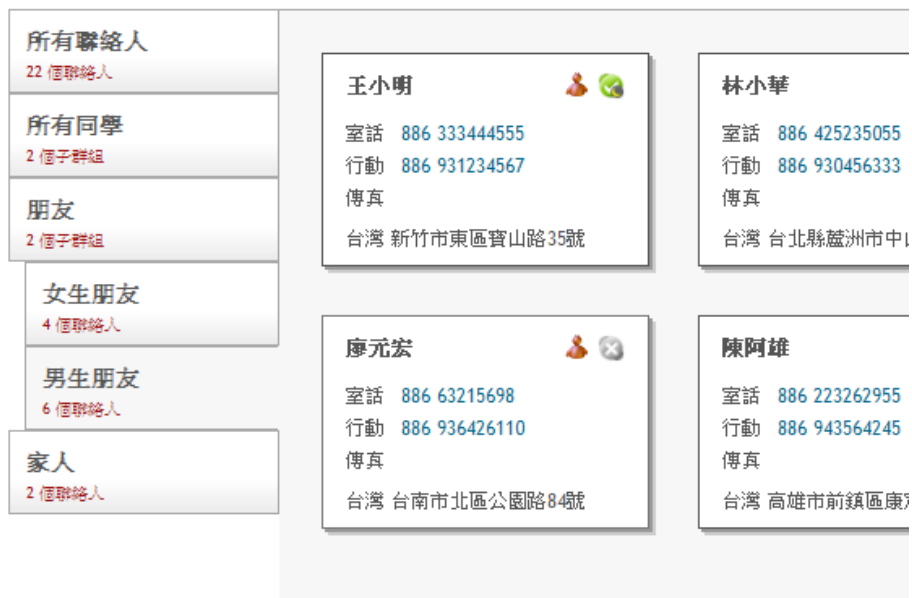 所有聯絡人
22 個聯絡人
所有同學
2 個子群組
朋友
2 個子群組
女生朋友
4 個聯絡人
男生朋友
6 個聯絡人
家人
2 個聯絡人
王小明
室話 886 333444555
行動 886 931234567
傳真
台灣 新竹市東區寶山路35號
林小華
室話 886 425235055
行動 886 930456333
傳真
台灣 台北縣蘆洲市中
廖元宏
室話 886 63215698
行動 886 936426110
傳真
台灣 台南市北區公園路84號
陳阿雄
室話 886 223262955
行動 886 943564245
傳真
台灣 高雄市前鎮區康